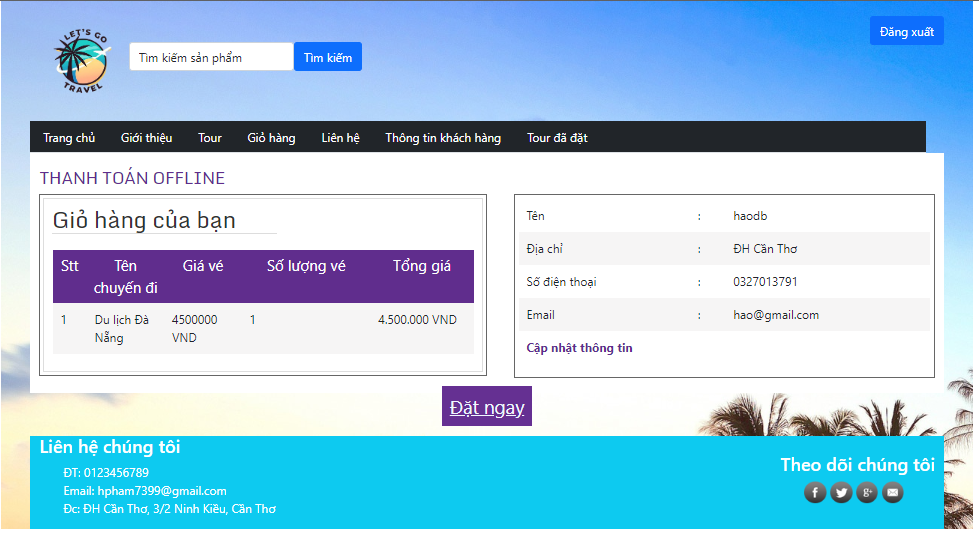 LET'S GO
TRAVEL
Tìm kiếm sản phẩm
Tìm kiếm
Đăng xuất
Trang chủ Giới thiệu Tour Giỏ hàng Liên hệ Thông tin khách hàng Tour đã đặt
THANH TOÁN OFFLINE
Giỏ hàng của bạn
Stt Tên Giá vé Số lượng vé Tổng giá
chuyến đi
1 Du lịch Đà 4500000 1 4.500.000 VND
Nẵng VND
Tên : haodb
Địa chỉ : ĐH Cần Thơ
Số điện thoại : 0327013791
Email : hao@gmail.com
Cập nhật thông tin
Đặt ngay
Liên hệ chúng tôi
ĐT: 0123456789
Email: hpham7399@gmail.com
Đc: ĐH Cần Thơ, 3/2 Ninh Kiều, Cần Thơ
Theo dõi chúng tôi